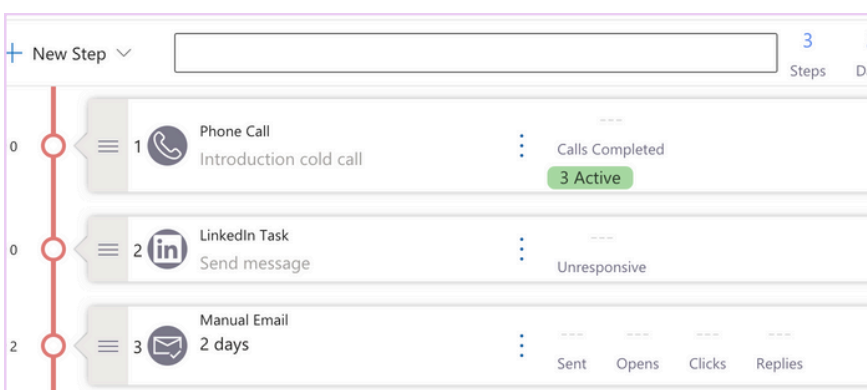 + New Step
3
Steps
D
0
1
Phone Call
Introduction cold call
---
Calls Completed
3 Active
0
2
in
LinkedIn Task
Send message
---
Unresponsive
2
3
Manual Email
2 days
--- --- --- ---
Sent Opens Clicks Replies